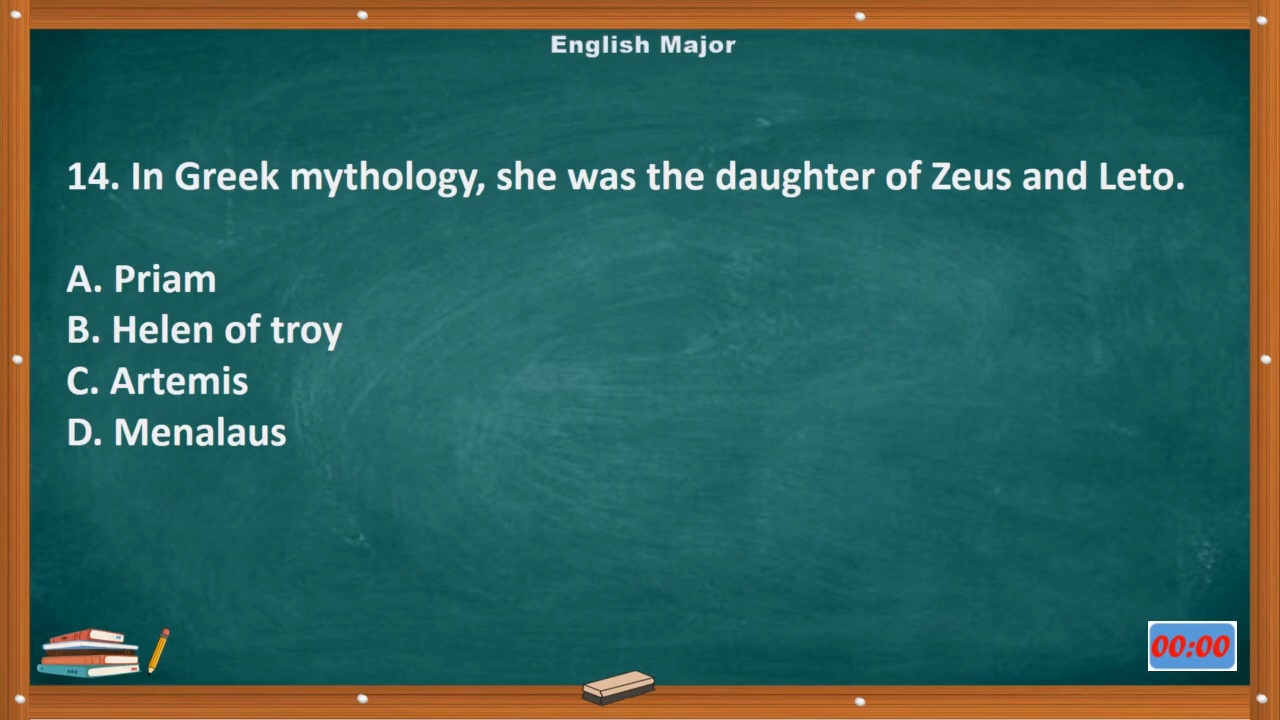 English Major
14. In Greek mythology, she was the daughter of Zeus and Leto.
A. Priam
B. Helen of troy
C. Artemis
D. Menalaus
00:00